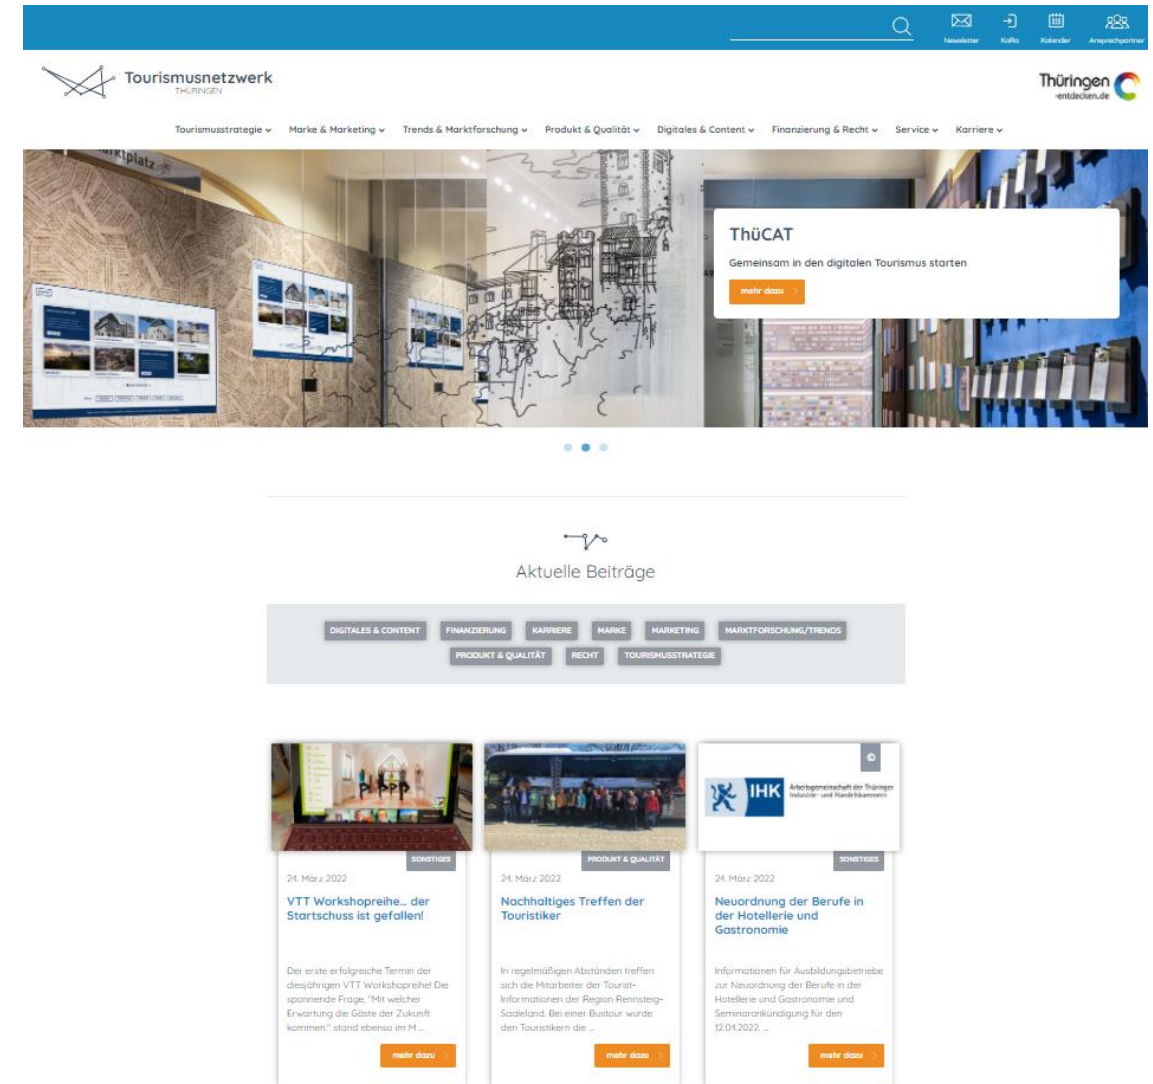 Newsletter
KoRa
Kalender
Ansprechpartner
Tourismusnetzwerk
THÜRINGEN
Thüringen
-entdecken.de
Tourismusstrategie
Marke & Marketing
Trends & Marktforschung
Produkt & Qualität
Digitales & Content
Finanzierung & Recht
Service
Karriere
ThüCAT
Gemeinsam in den digitalen Tourismus starten
mehr dazu
Aktuelle Beiträge
DIGITALES & CONTENT
FINANZIERUNG
KARRIERE
MARKE
MARKETING
MARKTFORSCHUNG/TRENDS
PRODUKT & QUALITÄT
RECHT
TOURISMUSSTRATEGIE
SONSTIGES
24. März 2022
VTT Workshopreihe... der
Startschuss ist gefallen!
Der erste erfolgreiche Termin der
diesjährigen VTT Workshopreihe! Die
spannende Frage, "Mit welcher
Erwartung die Gäste der Zukunft
kommen." stand ebenso im M ...
mehr dazu
PRODUKT & QUALITÄT
24. März 2022
Nachhaltiges Treffen der
Touristiker
In regelmäßigen Abständen treffen
sich die Mitarbeiter der Tourist-
Informationen der Region Rennsteig-
Saaleland. Bei einer Bustour wurde
den Touristikern die ...
mehr dazu
©
IHK
Arbeitsgemeinschaft der Thüringer
Industrie- und Handelskammern
SONSTIGES
24. März 2022
Neuordnung der Berufe in
der Hotellerie und
Gastronomie
Informationen für Ausbildungsbetriebe
zur Neuordnung der Berufe in der
Hotellerie und Gastronomie und
Seminarankündigung für den
12.04.2022. ...
mehr dazu